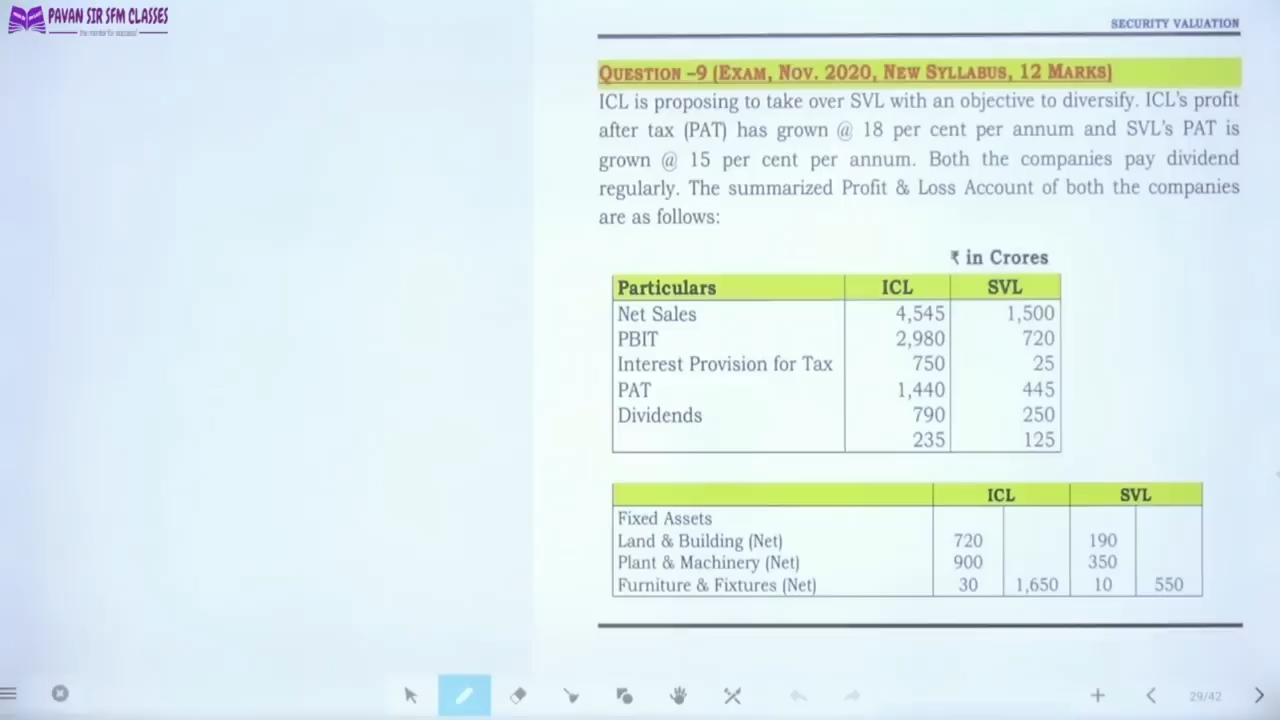 PAVAN SIR SFM CLASSES
the mentor for success!
SECURITY VALUATION
QUESTION –9 (EXAM, NOV. 2020, NEW SYLLABUS, 12 MARKS)
ICL is proposing to take over SVL with an objective to diversify. ICL's profit
after tax (PAT) has grown @ 18 per cent per annum and SVL's PAT is
grown @ 15 per cent per annum. Both the companies pay dividend
regularly. The summarized Profit & Loss Account of both the companies
are as follows:
₹ in Crores
Particulars ICL SVL
Net Sales 4,545 1,500
PBIT 2,980 720
Interest Provision for Tax 750 25
PAT 1,440 445
Dividends 790 250
235 125
ICL SVL
Fixed Assets
Land & Building (Net) 720 190
Plant & Machinery (Net) 900 350
Furniture & Fixtures (Net) 30 1,650 10 550
29/42